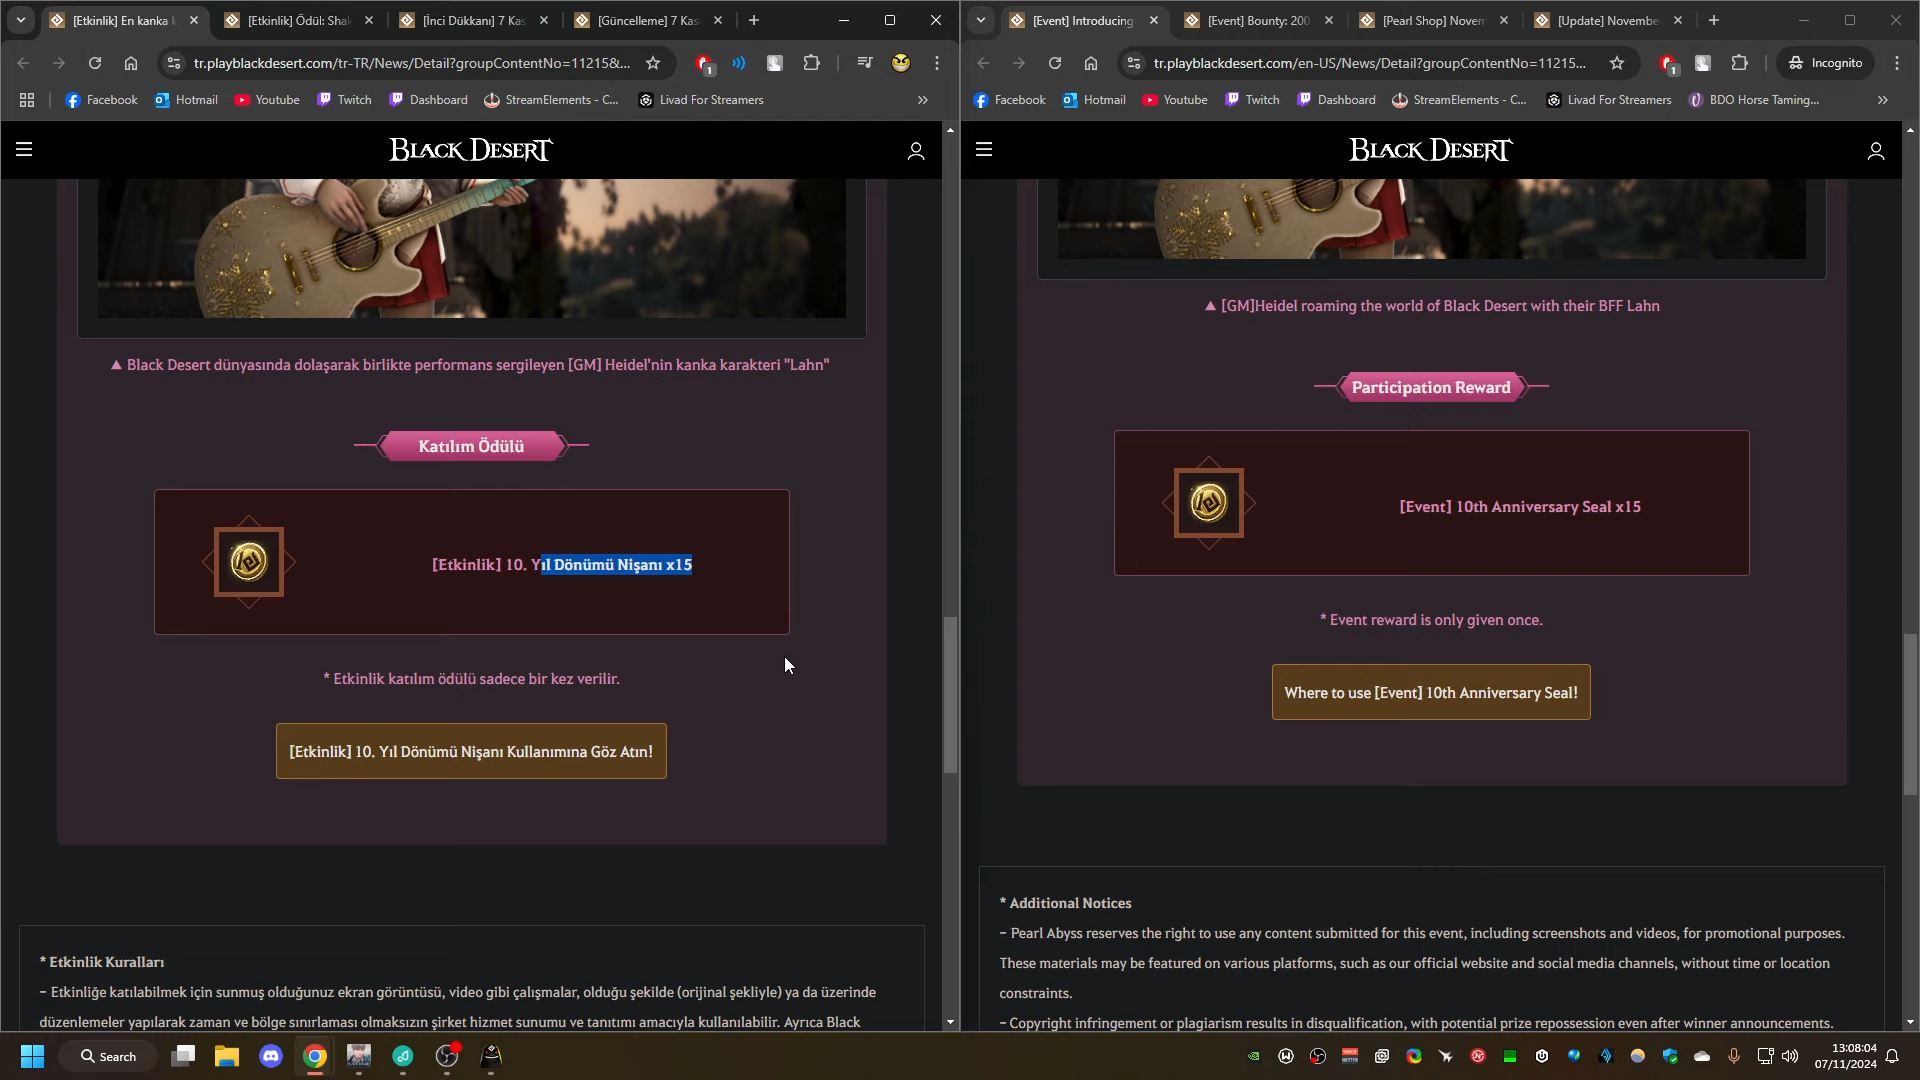 [Etkinlik] En kanka k
[Etkinlik] Ödül: Shak
[İnci Dükkanı] 7 Kas
[Güncelleme] 7 Kas
tr.playblackdesert.com/tr-TR/News/Detail?groupContentNo=11215&...
Facebook
Hotmail
Youtube
Twitch
Dashboard
StreamElements - C...
Livad For Streamers
BLACK DESERT
▲ Black Desert dünyasında dolaşarak birlikte performans sergileyen [GM] Heidel'nin kanka karakteri "Lahn"
Katılım Ödülü
[Etkinlik] 10. Yıl Dönümü Nişanı x15
* Etkinlik katılım ödülü sadece bir kez verilir.
[Etkinlik] 10. Yıl Dönümü Nişanı Kullanımına Göz Atın!
* Etkinlik Kuralları
- Etkinliğe katılabilmek için sunmuş olduğunuz ekran görüntüsü, video gibi çalışmalar, olduğu şekilde (orijinal şekliyle) ya da üzerinde
düzenlemeler yapılarak zaman ve bölge sınırlaması olmaksızın şirket hizmet sunumu ve tanıtımı amacıyla kullanılabilir. Ayrıca Black
[Event] Introducing
[Event] Bounty: 200
[Pearl Shop] Novem
[Update] Novembe
tr.playblackdesert.com/en-US/News/Detail?groupContentNo=11215...
Incognito
Facebook
Hotmail
Youtube
Twitch
Dashboard
StreamElements - C...
Livad For Streamers
BDO Horse Taming...
BLACK DESERT
▲ [GM]Heidel roaming the world of Black Desert with their BFF Lahn
Participation Reward
[Event] 10th Anniversary Seal x15
* Event reward is only given once.
Where to use [Event] 10th Anniversary Seal!
* Additional Notices
- Pearl Abyss reserves the right to use any content submitted for this event, including screenshots and videos, for promotional purposes.
These materials may be featured on various platforms, such as our official website and social media channels, without time or location
constraints.
- Copyright infringement or plagiarism results in disqualification, with potential prize repossession even after winner announcements.
Search
13:08:04
07/11/2024